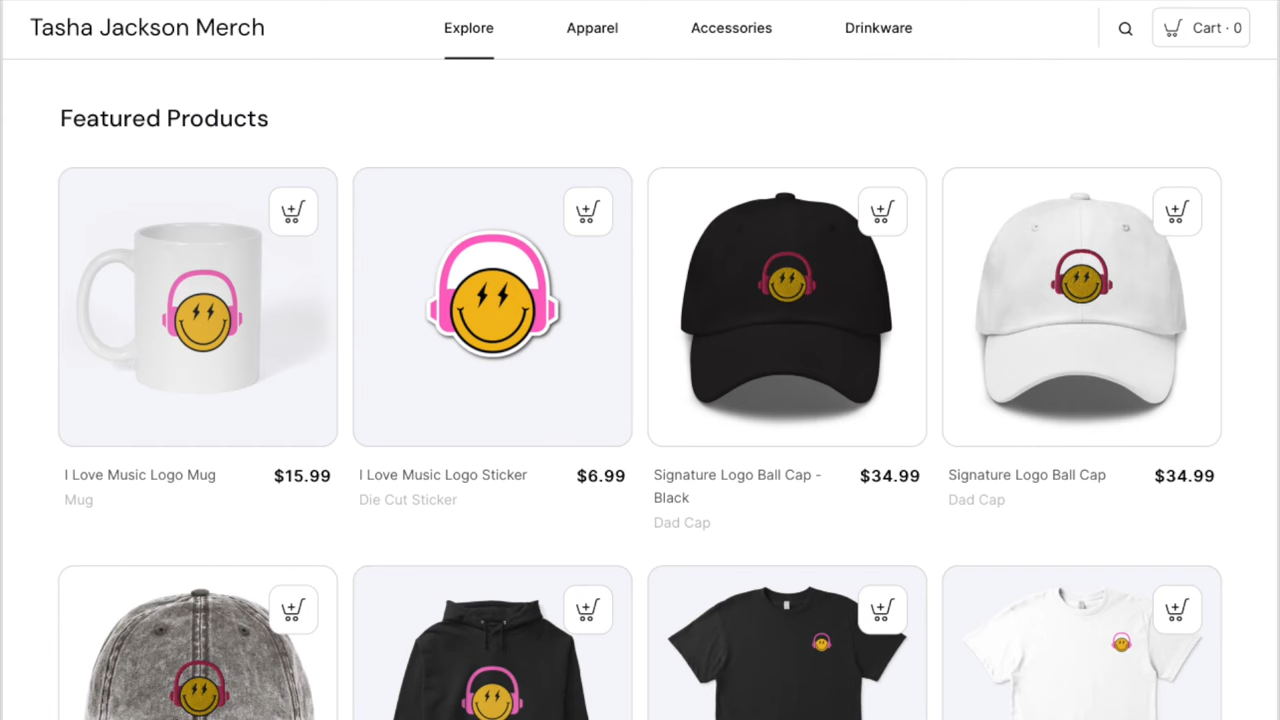 Tasha Jackson Merch
Explore
Apparel
Accessories
Drinkware
Cart · 0
Featured Products
I Love Music Logo Mug
$15.99
Mug
I Love Music Logo Sticker
$6.99
Die Cut Sticker
Signature Logo Ball Cap -
Black
$34.99
Dad Cap
Signature Logo Ball Cap
$34.99
Dad Cap